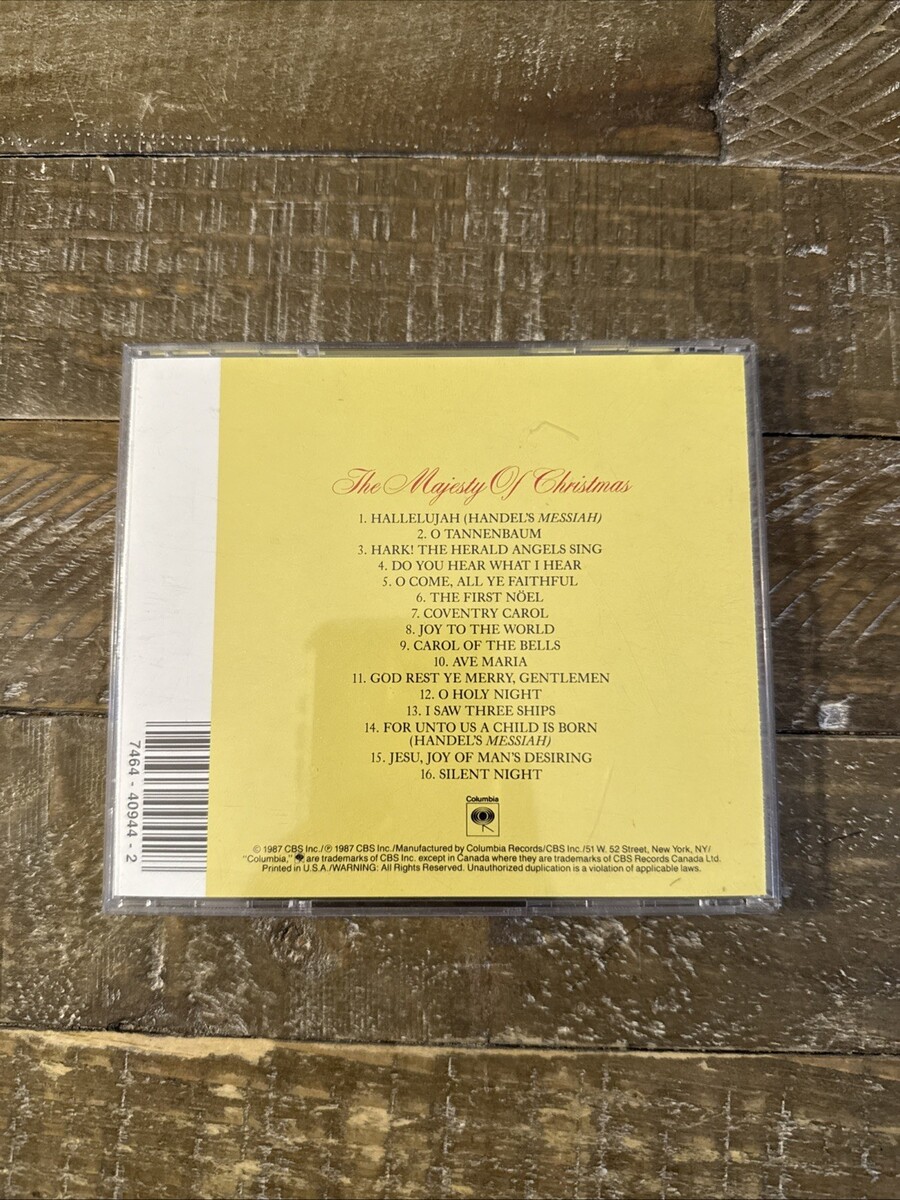 The Majesty Of Christmas
1. HALLELUJAH (HANDEL'S MESSIAH)
2. O TANNENBAUM
3. HARK! THE HERALD ANGELS SING
4. DO YOU HEAR WHAT I HEAR
5. O COME, ALL YE FAITHFUL
6. THE FIRST NÖEL
7. COVENTRY CAROL
8. JOY TO THE WORLD
9. CAROL OF THE BELLS
10. AVE MARIA
11. GOD REST YE MERRY, GENTLEMEN
12. O HOLY NIGHT
13. I SAW THREE SHIPS
14. FOR UNTO US A CHILD IS BORN
(HANDEL'S MESSIAH)
15. JESU, JOY OF MAN'S DESIRING
16. SILENT NIGHT
Columbia
© 1987 CBS Inc./℗ 1987 CBS Inc./Manufactured by Columbia Records/CBS Inc./51 W. 52 Street, New York, NY/
"Columbia," are trademarks of CBS Inc. except in Canada where they are trademarks of CBS Records Canada Ltd.
Printed in U.S.A./WARNING: All Rights Reserved. Unauthorized duplication is a violation of applicable laws.
7464 - 40944 - 2